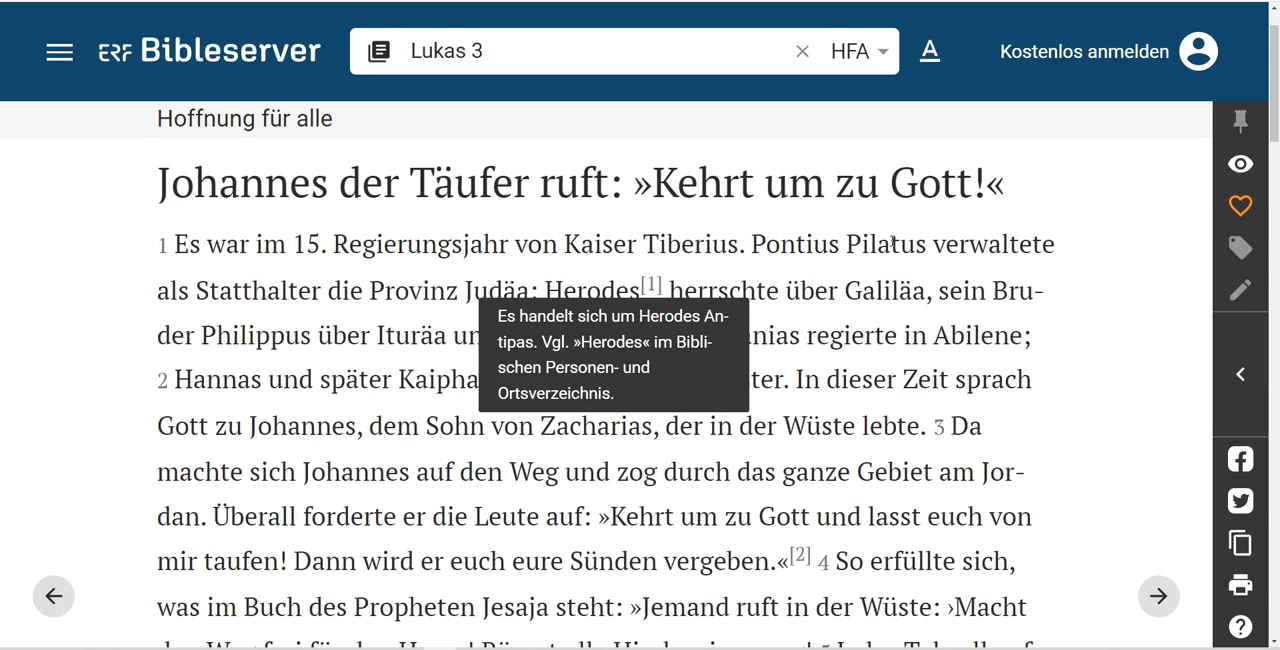 ERF Bibleserver
Lukas 3
HFA
A
Kostenlos anmelden
Hoffnung für alle
Johannes der Täufer ruft: »Kehrt um zu Gott!«
1 Es war im 15. Regierungsjahr von Kaiser Tiberius. Pontius Pilatus verwaltete
als Statthalter die Provinz Judäa; Herodes[1] herrschte über Galiläa, sein Bru-
der Philippus über Ituräa un
anias regierte in Abilene;
2 Hannas und später Kaipha
ter. In dieser Zeit sprach
Es handelt sich um Herodes An-
tipas. Vgl. »Herodes« im Bibli-
schen Personen- und
Ortsverzeichnis.
Gott zu Johannes, dem Sohn von Zacharias, der in der Wüste lebte. 3 Da
machte sich Johannes auf den Weg und zog durch das ganze Gebiet am Jor-
dan. Überall forderte er die Leute auf: »Kehrt um zu Gott und lasst euch von
mir taufen! Dann wird er euch eure Sünden vergeben.«[2] 4 So erfüllte sich,
was im Buch des Propheten Jesaja steht: »Jemand ruft in der Wüste: ›Macht